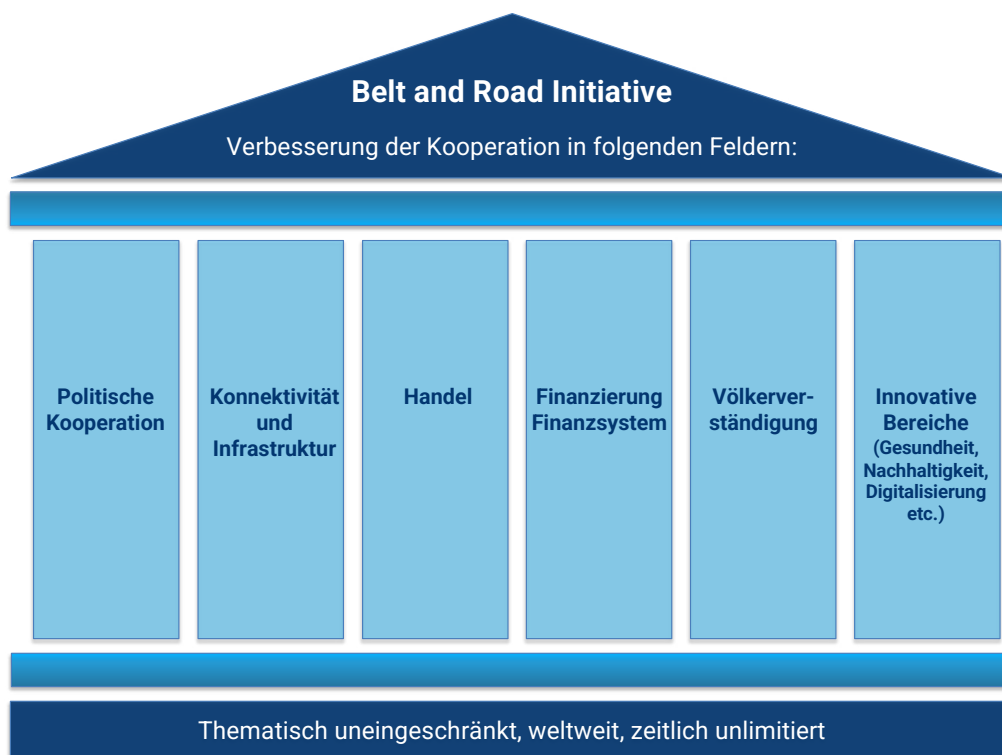 Belt and Road Initiative
Verbesserung der Kooperation in folgenden Feldern:
Politische
Kooperation
Konnektivität
und
Infrastruktur
Handel
Finanzierung
Finanzsystem
Völkerver-
ständigung
Innovative
Bereiche
(Gesundheit,
Nachhaltigkeit,
Digitalisierung
etc.)
Thematisch uneingeschränkt, weltweit, zeitlich unlimitiert